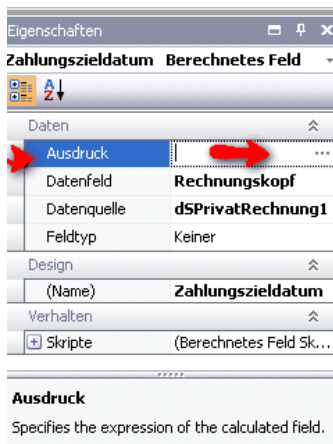 Eigenschaften
Zahlungszieldatum Berechnetes Feld
Daten
Ausdruck ...
Datenfeld Rechnungskopf
Datenquelle dSPrivatRechnung1
Feldtyp Keiner
Design
(Name) Zahlungszieldatum
Verhalten
Skripte (Berechnetes Feld Sk...
Ausdruck
Specifies the expression of the calculated field.